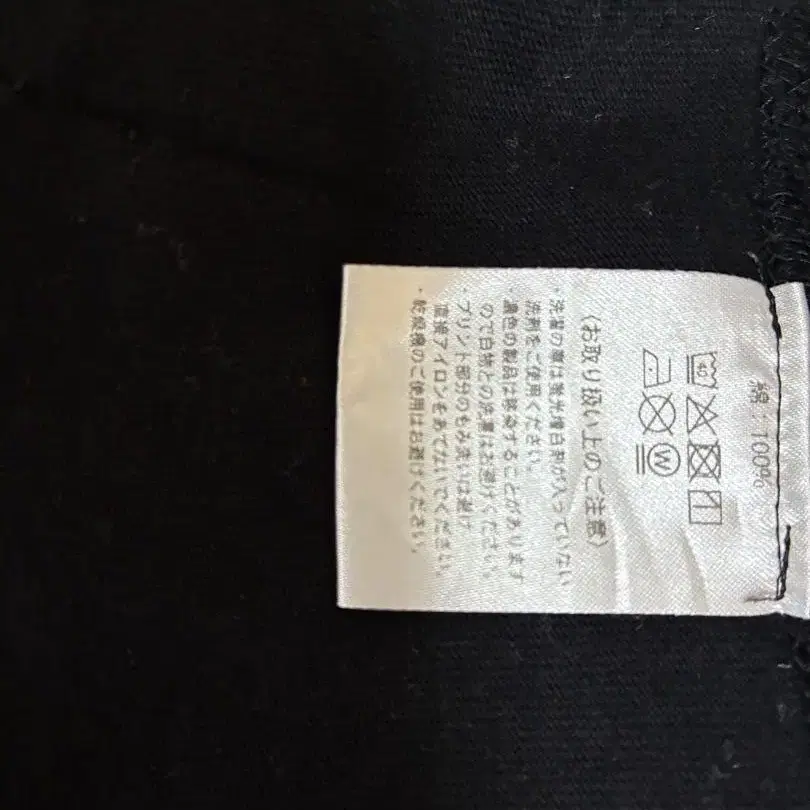 綿 100%
40
W
〈お取り扱い上のご注意〉
・洗濯の際は蛍光増白剤が入っていない
洗剤をご使用ください。
・濃色の製品は移染することがあります
ので白物との洗濯はお避けください。
・プリント部分のもみ洗いは避け
直接アイロンをあてないでください。
・乾燥機のご使用はお避けください。